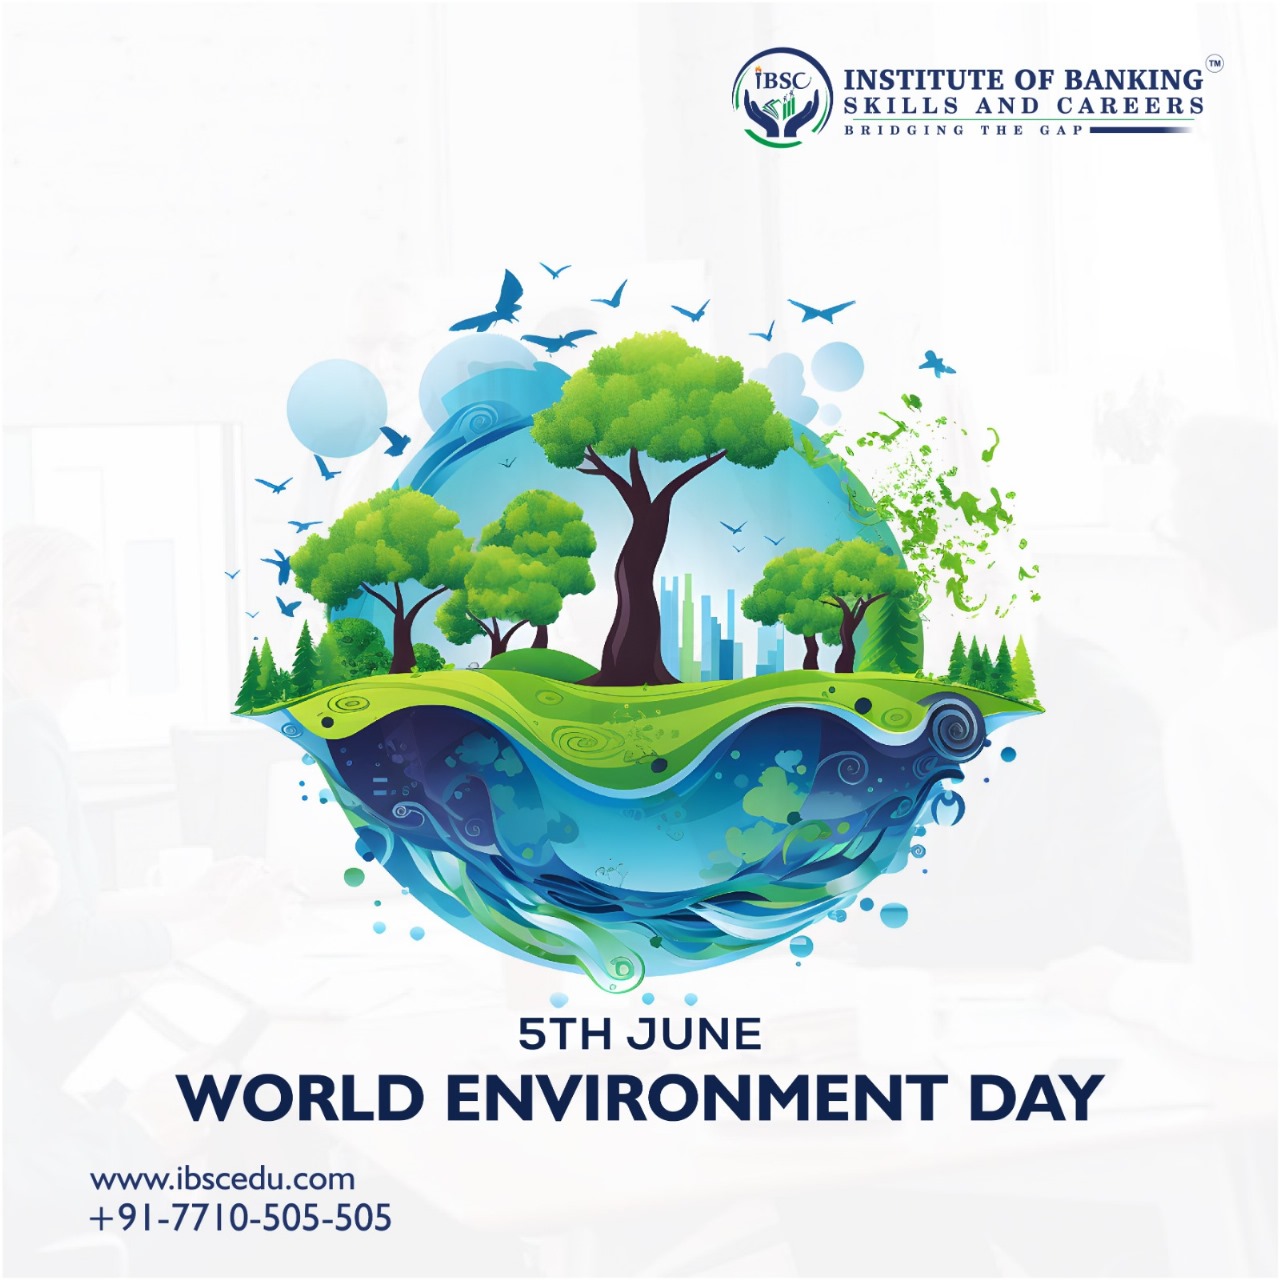 IBSC
INSTITUTE OF BANKING
SKILLS AND CAREERS
BRIDGING THE GAP
TM
5TH JUNE
WORLD ENVIRONMENT DAY
www.ibscedu.com
+91-7710-505-505